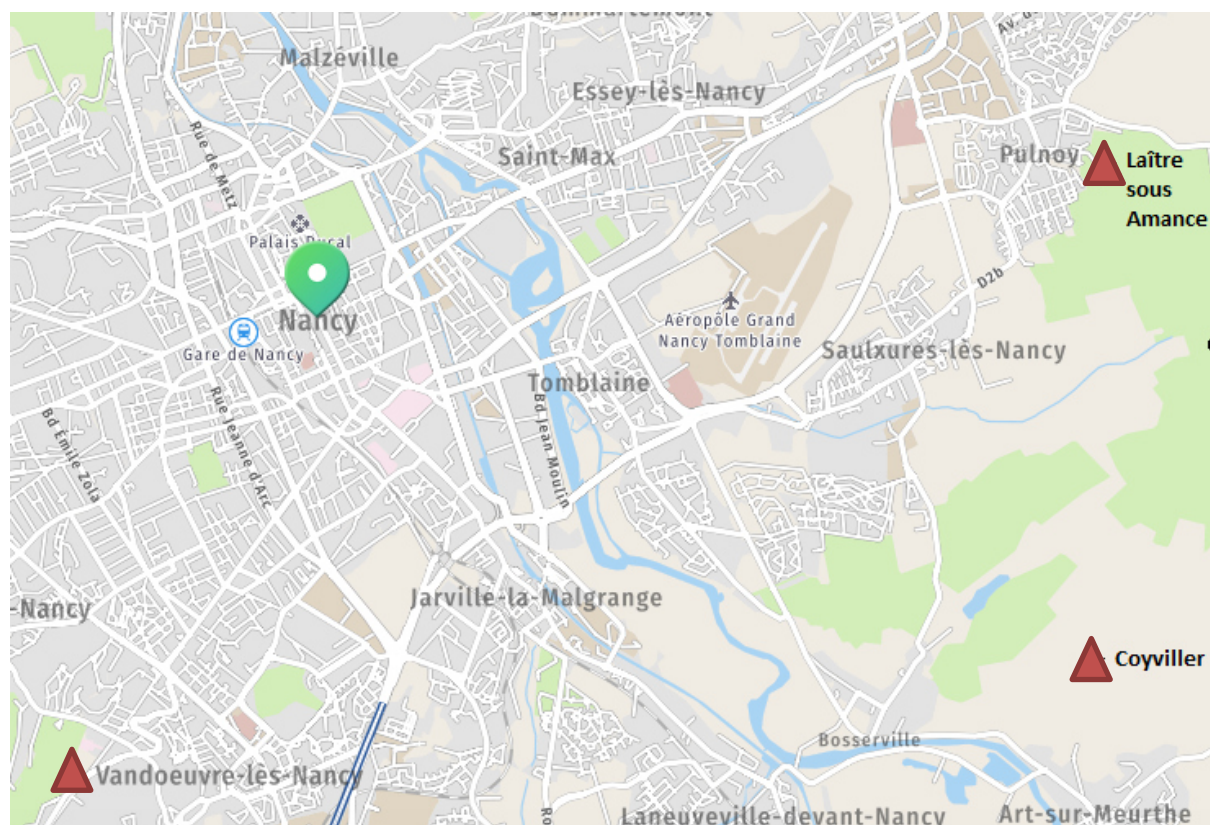 Dommartemont
Av. G
Malzéville
Essey-lès-Nancy
Rue de Metz
Saint-Max
Pulnoy
Laître
sous
Amance
Palais Ducal
D2b
Nancy
Aéropôle Grand
Nancy Tomblaine
Gare de Nancy
Saulxures-lès-Nancy
Tomblaine
Bd Émile Zola
Rue Jeanne d'Arc
Bd Jean Moulin
-Nancy
Jarville-la-Malgrange
Coyviller
Bosserville
Vandoeuvre-lès-Nancy
Laneuveville-devant-Nancy
Art-sur-Meurthe